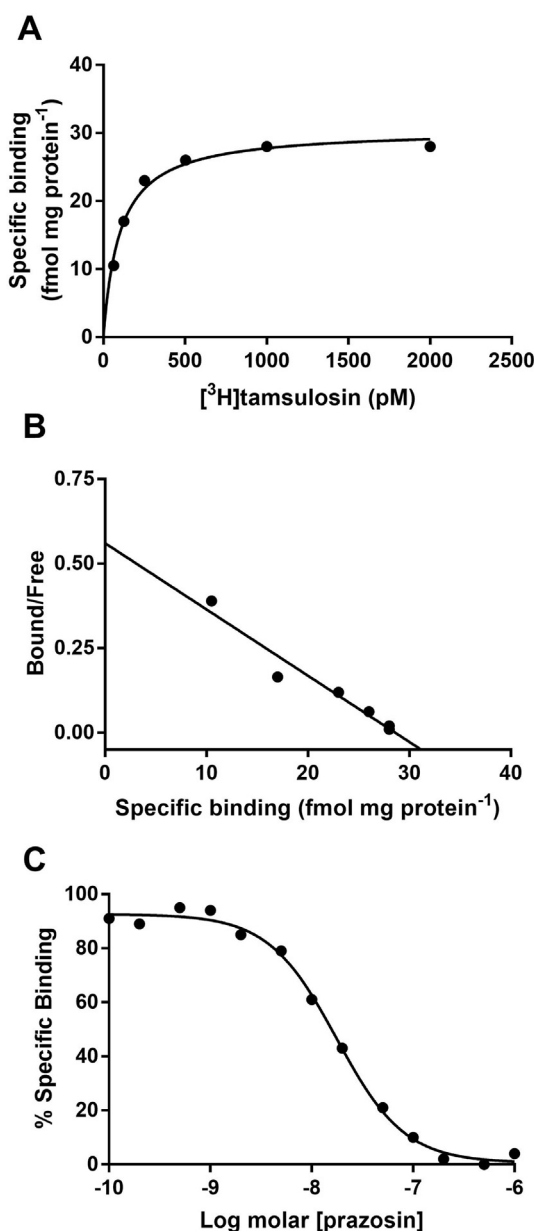 A
Specific binding
(fmol mg protein⁻¹)
40
30
20
10
0
0 500 1000 1500 2000 2500
[³H]tamsulosin (pM)
B
Bound/Free
0.75
0.50
0.25
0.00
0 10 20 30 40
Specific binding (fmol mg protein⁻¹)
C
% Specific Binding
100
80
60
40
20
0
-10 -9 -8 -7 -6
Log molar [prazosin]